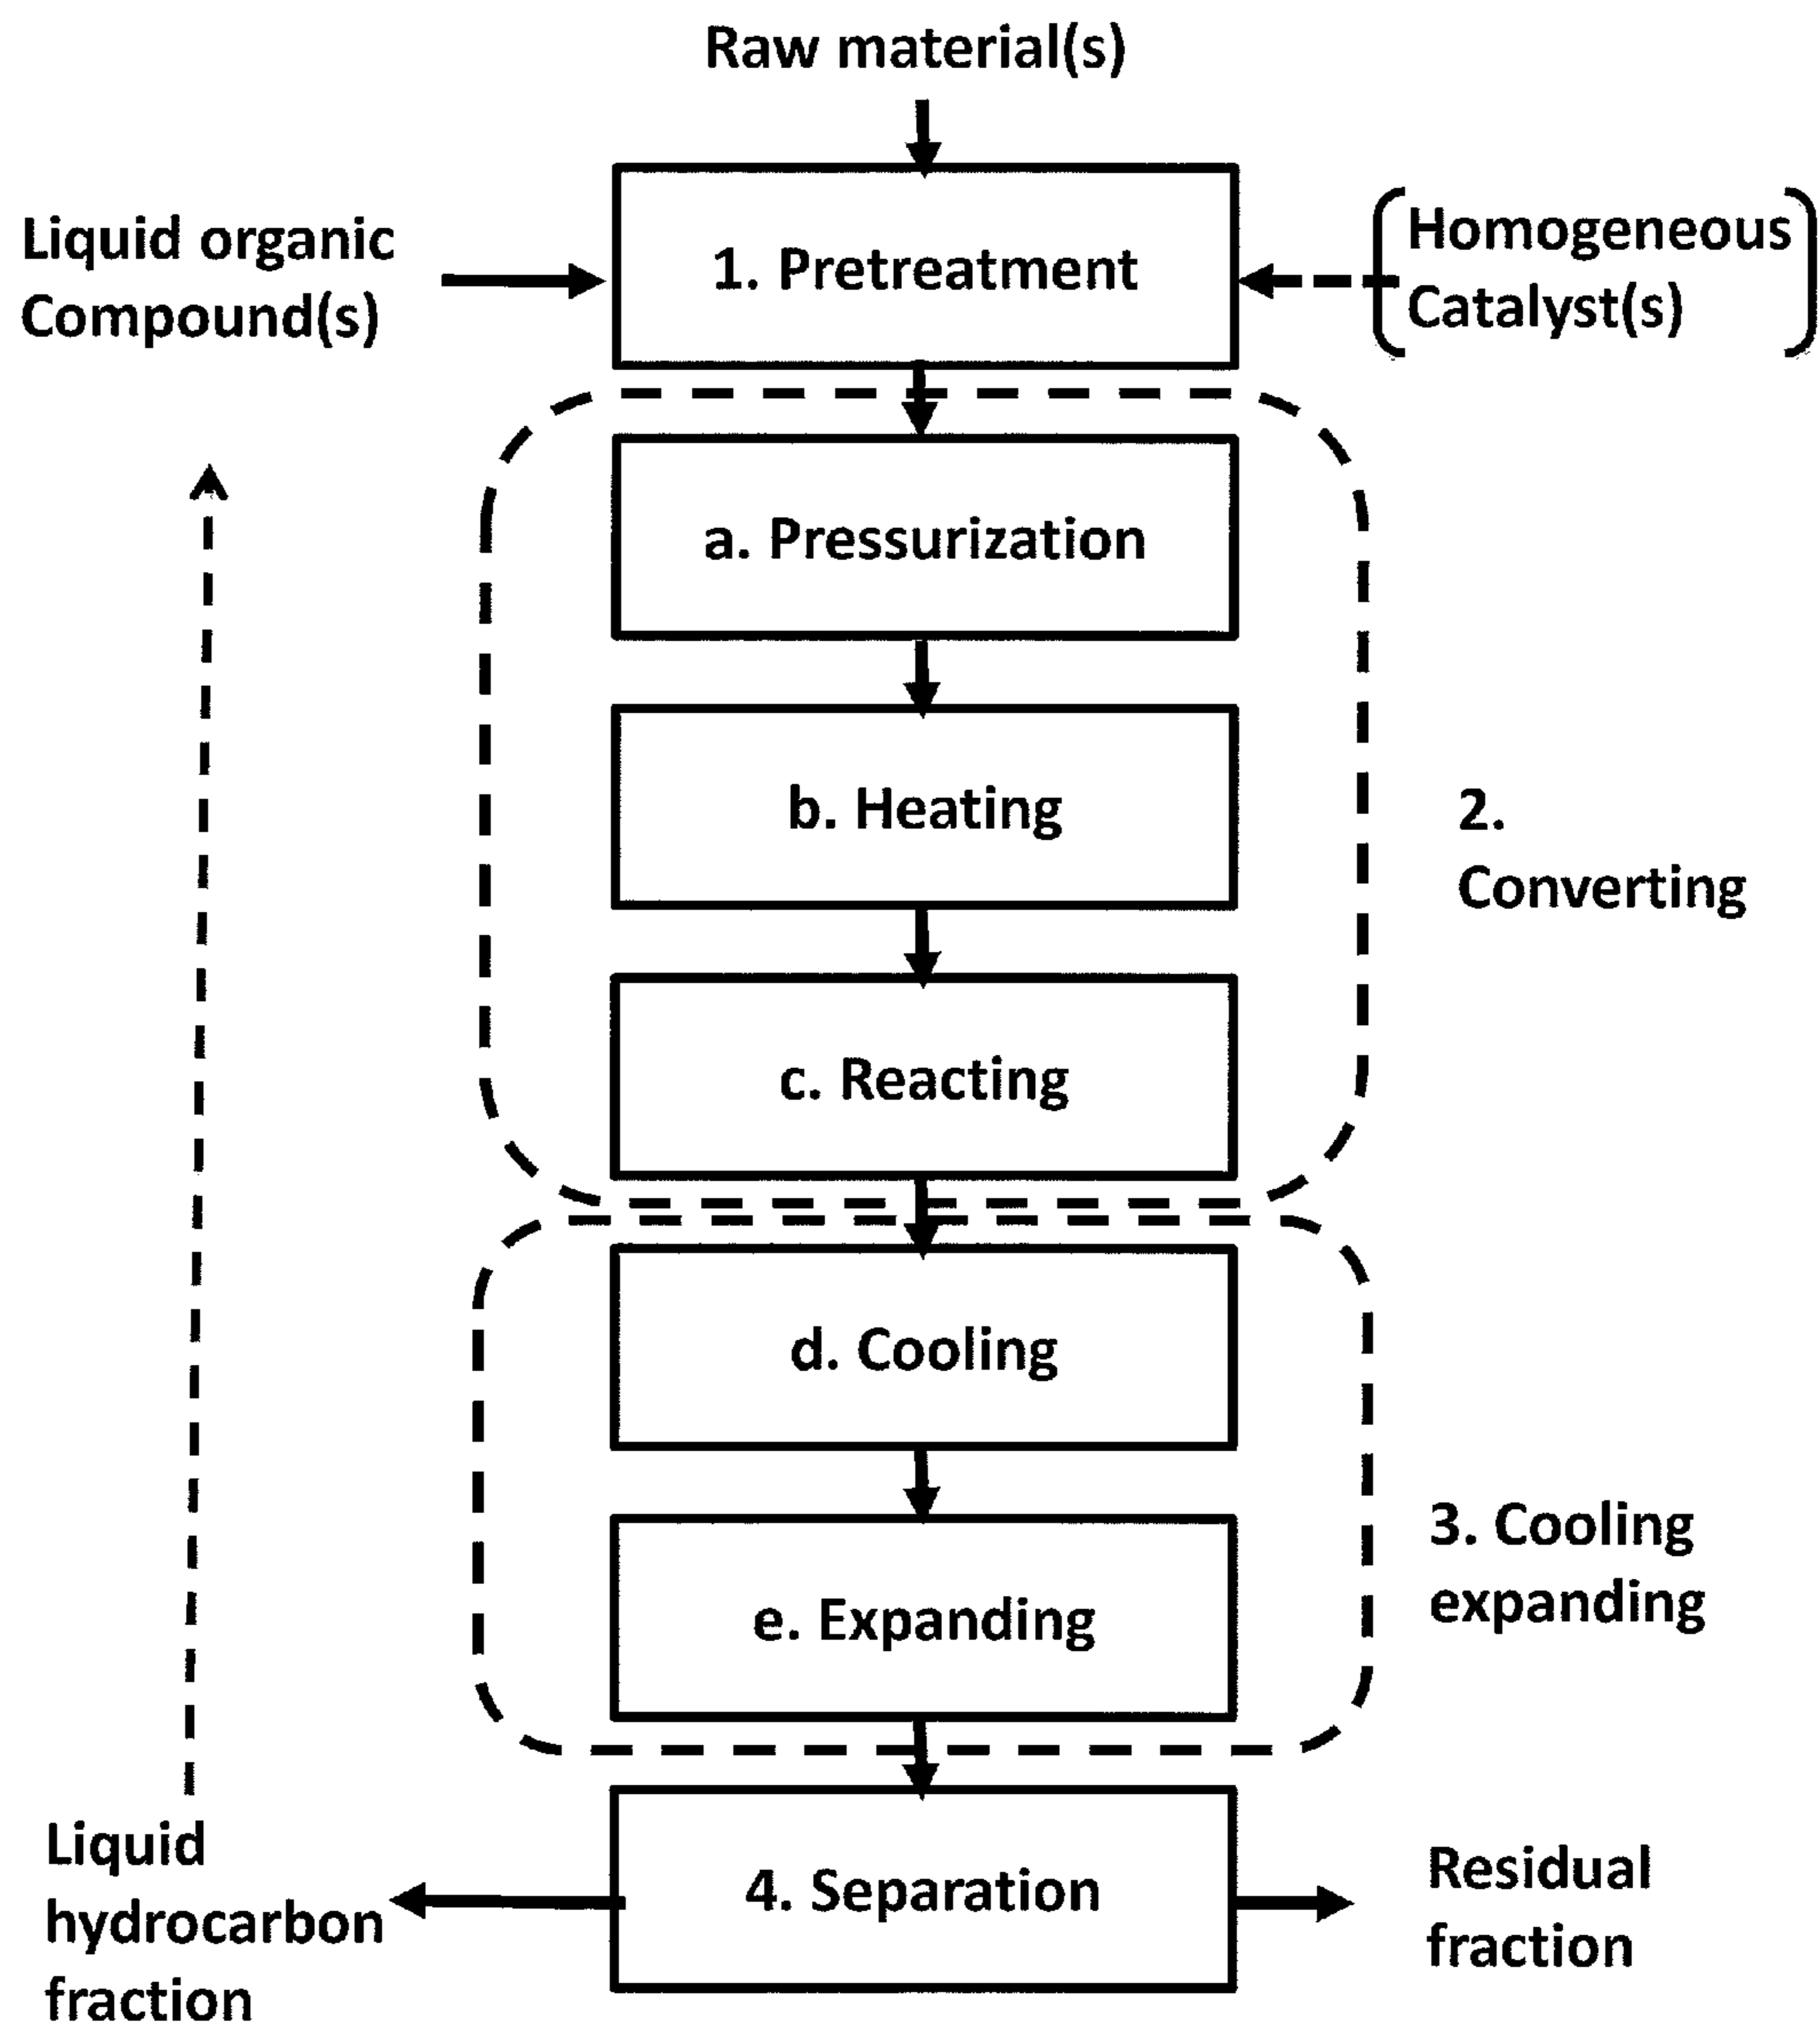 Raw material(s)
Liquid organic
Compound(s)
1. Pretreatment
Homogeneous
Catalyst(s)
a. Pressurization
b. Heating
2.
Converting
c. Reacting
d. Cooling
3. Cooling
expanding
e. Expanding
Liquid
hydrocarbon
fraction
4. Separation
Residual
fraction